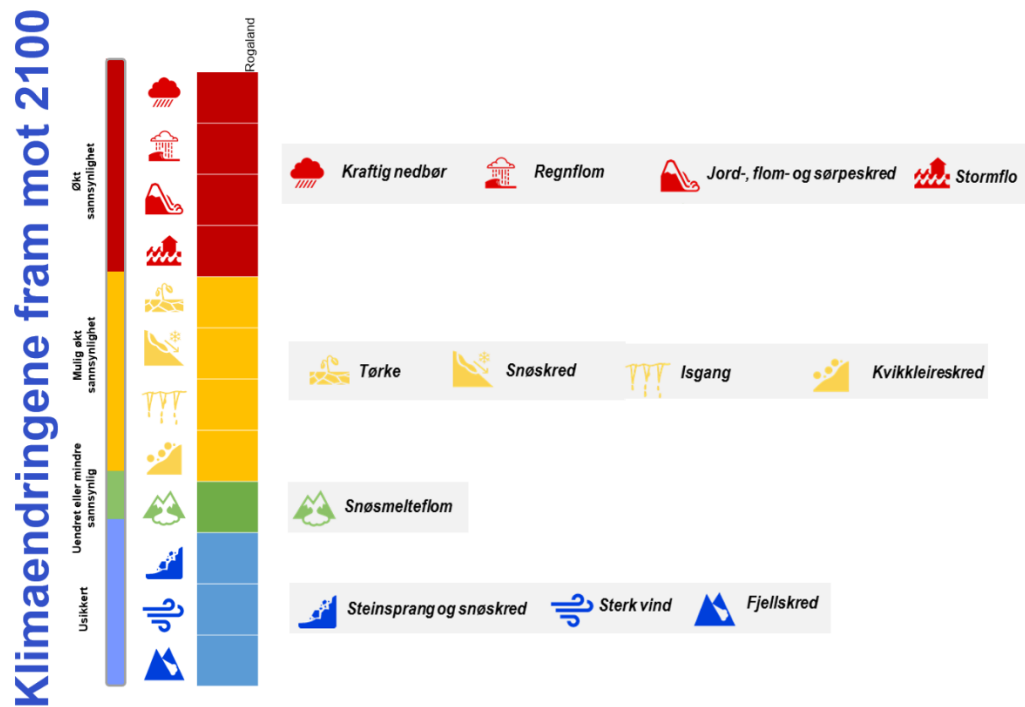 Klimaendringene fram mot 2100
Rogaland
Økt
sannsynlighet
Mulig økt
sannsynlighet
Uendret eller mindre
sannsynlig
Usikkert
Kraftig nedbør
Regnflom
Jord-, flom- og sørpeskred
Stormflo
Tørke
Snøskred
Isgang
Kvikkleireskred
Snøsmelteflom
Steinsprang og snøskred
Sterk vind
Fjellskred